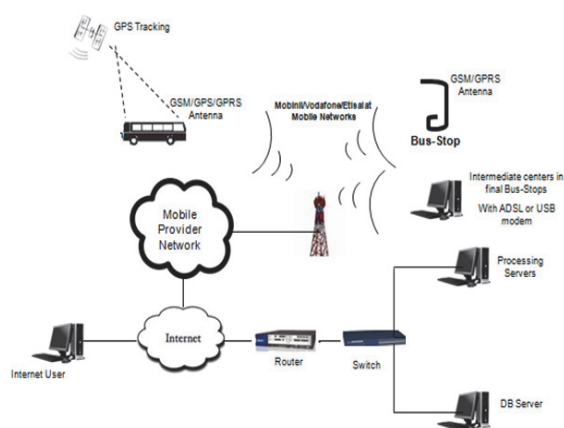 GPS Tracking
GSM/GPS/GPRS
Antenna
Mobinil/Vodafone/Etisalat
Mobile Networks
GSM/GPRS
Antenna
Bus-Stop
Intermediate centers in
final Bus-Stops
With ADSL or USB
modem
Mobile
Provider
Network
Processing
Servers
Internet
Router
Switch
Internet User
DB Server